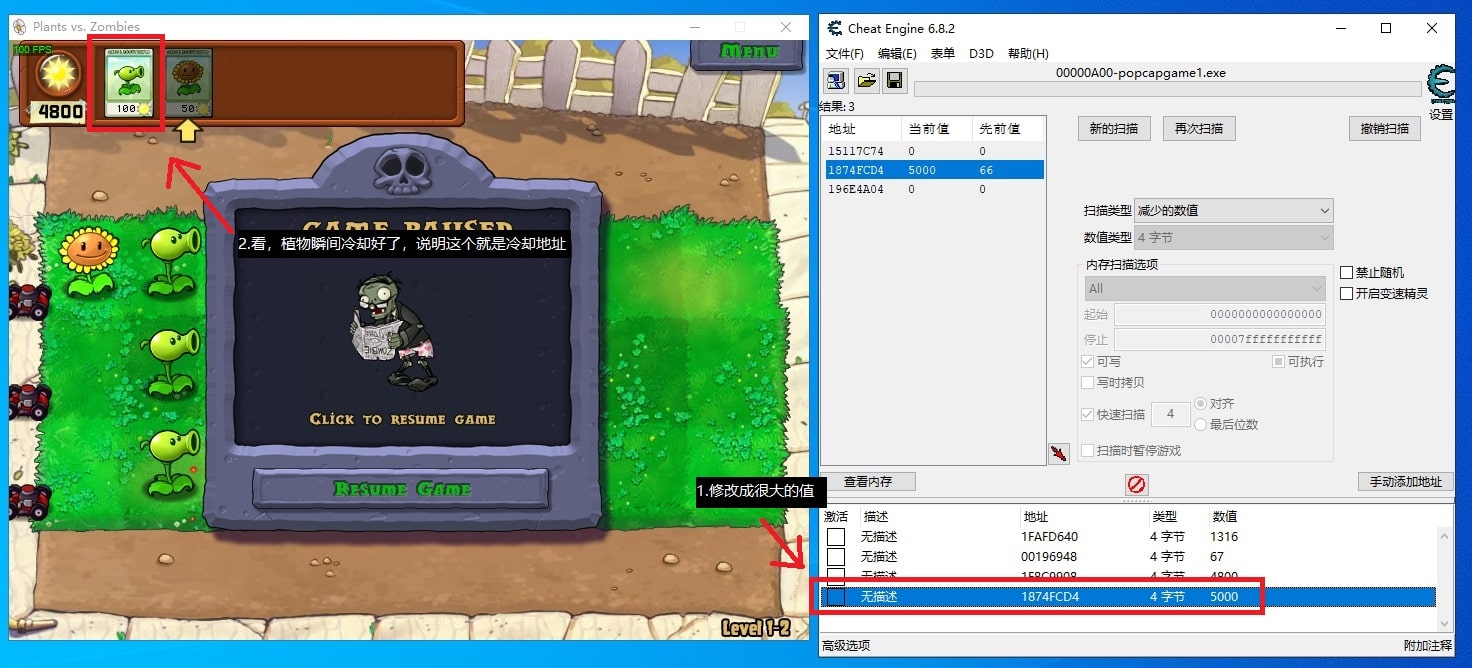 Plants vs. Zombies
100 FPS
4800
100
50
Menu
GAME PAUSED
2.看，植物瞬间冷却好了，说明这个就是冷却地址
CLICK TO RESUME GAME
RESUME GAME
1.修改成很大的值
Level 1-2
Cheat Engine 6.8.2
文件(F) 编辑(E) 表单 D3D 帮助(H)
00000A00-popcapgame1.exe
设置
结果: 3
地址 当前值 先前值
15117C74 0 0
1874FCD4 5000 66
196E4A04 0 0
新的扫描 再次扫描 撤销扫描
扫描类型 减少的数值
数值类型 4 字节
内存扫描选项
All
起始 0000000000000000
停止 00007fffffffffff
可写 可执行
写时拷贝
快速扫描 4 对齐
最后位数
扫描时暂停游戏
禁止随机
开启变速精灵
查看内存 手动添加地址
激活 描述 地址 类型 数值
无描述 1FAFD640 4 字节 1316
无描述 00196948 4 字节 67
无描述 4 字节 4800
无描述 1874FCD4 4 字节 5000
高级选项 附加注释